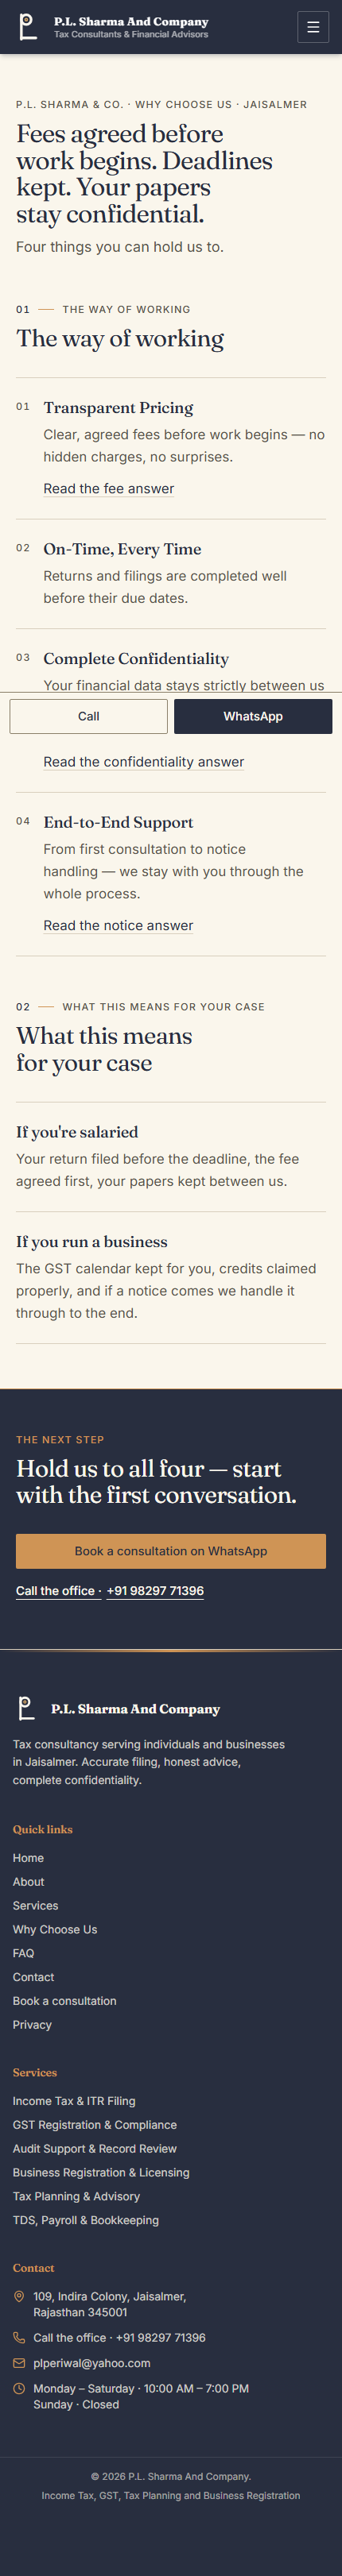 P.L. Sharma And Company
Tax Consultants & Financial Advisors
P.L. SHARMA & CO. · WHY CHOOSE US · JAISALMER
Fees agreed before
work begins. Deadlines
kept. Your papers
stay confidential.
Four things you can hold us to.
01 — THE WAY OF WORKING
The way of working
01 Transparent Pricing
Clear, agreed fees before work begins — no
hidden charges, no surprises.
Read the fee answer
02 On-Time, Every Time
Returns and filings are completed well
before their due dates.
03 Complete Confidentiality
Your financial data stays strictly between us
Call
WhatsApp
Read the confidentiality answer
04 End-to-End Support
From first consultation to notice
handling — we stay with you through the
whole process.
Read the notice answer
02 — WHAT THIS MEANS FOR YOUR CASE
What this means
for your case
If you're salaried
Your return filed before the deadline, the fee
agreed first, your papers kept between us.
If you run a business
The GST calendar kept for you, credits claimed
properly, and if a notice comes we handle it
through to the end.
THE NEXT STEP
Hold us to all four — start
with the first conversation.
Book a consultation on WhatsApp
Call the office · +91 98297 71396
P.L. Sharma And Company
Tax consultancy serving individuals and businesses
in Jaisalmer. Accurate filing, honest advice,
complete confidentiality.
Quick links
Home
About
Services
Why Choose Us
FAQ
Contact
Book a consultation
Privacy
Services
Income Tax & ITR Filing
GST Registration & Compliance
Audit Support & Record Review
Business Registration & Licensing
Tax Planning & Advisory
TDS, Payroll & Bookkeeping
Contact
109, Indira Colony, Jaisalmer,
Rajasthan 345001
Call the office · +91 98297 71396
plperiwal@yahoo.com
Monday – Saturday · 10:00 AM – 7:00 PM
Sunday · Closed
© 2026 P.L. Sharma And Company.
Income Tax, GST, Tax Planning and Business Registration